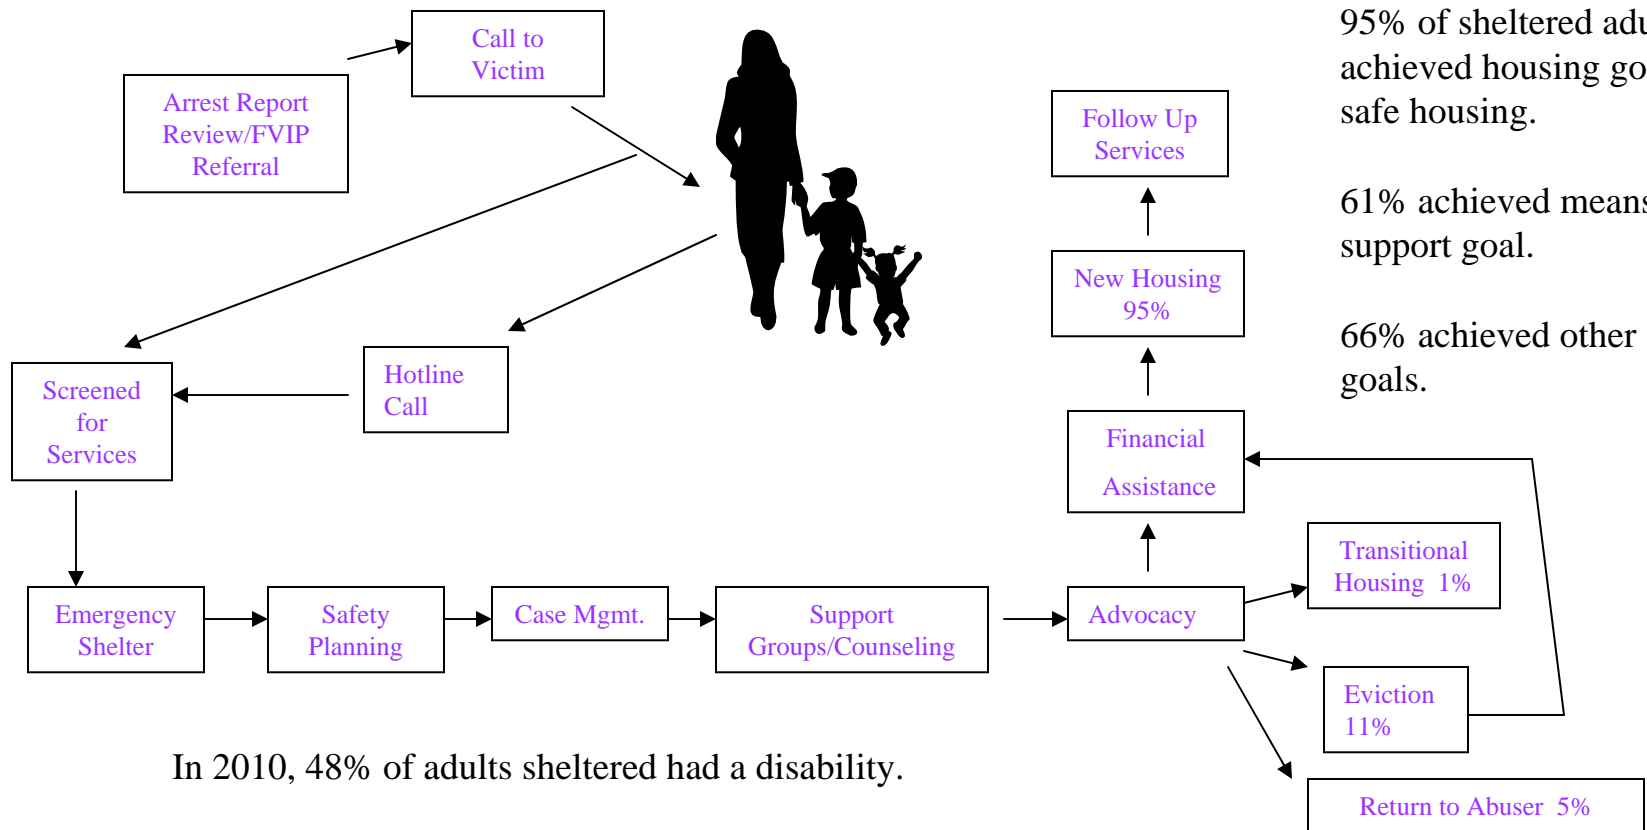 Call to
Victim
Arrest Report
Review/FVIP
Referral
Screened
for
Services
Hotline
Call
Emergency
Shelter
Safety
Planning
Case Mgmt.
Support
Groups/Counseling
Advocacy
Financial
Assistance
New Housing
95%
Follow Up
Services
Transitional
Housing 1%
Eviction
11%
Return to Abuser 5%
95% of sheltered
achieved housing
safe housing.
61% achieved
support goal.
66% achieved other
goals.
In 2010, 48% of adults sheltered had a disability.